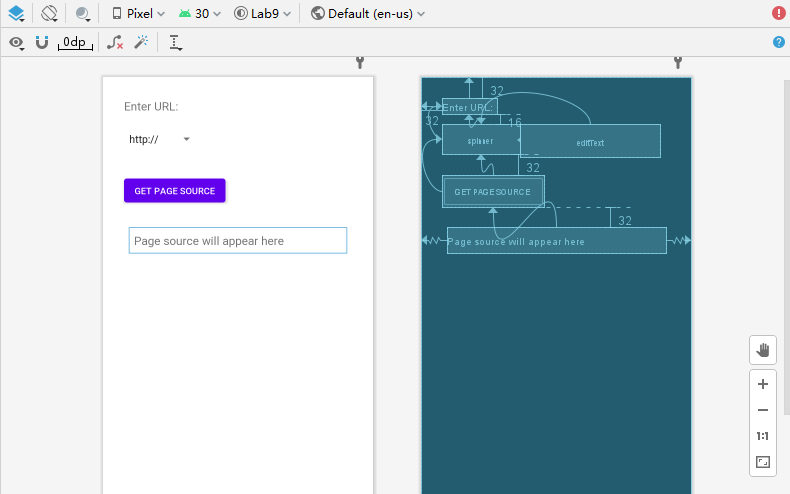 Pixel 30 Lab9 Default (en-us)
0dp
Enter URL:
http://
GET PAGE SOURCE
Page source will appear here
32
Enter URL:
32
16
spinner
editText
32
GET PAGE SOURCE
32
Page source will appear here
1:1